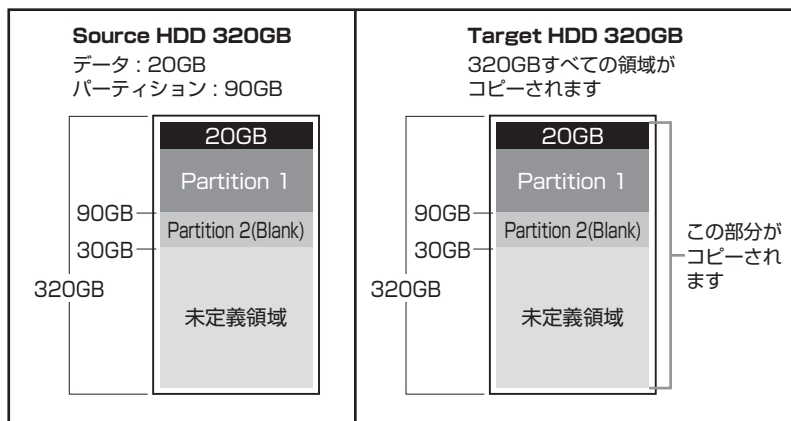 Source HDD 320GB
データ : 20GB
パーティション : 90GB
20GB
Partition 1
90GB
Partition 2(Blank)
30GB
320GB
未定義領域
Target HDD 320GB
320GBすべての領域が
コピーされます
20GB
Partition 1
90GB
Partition 2(Blank)
30GB
320GB
未定義領域
この部分が
コピーされ
ます